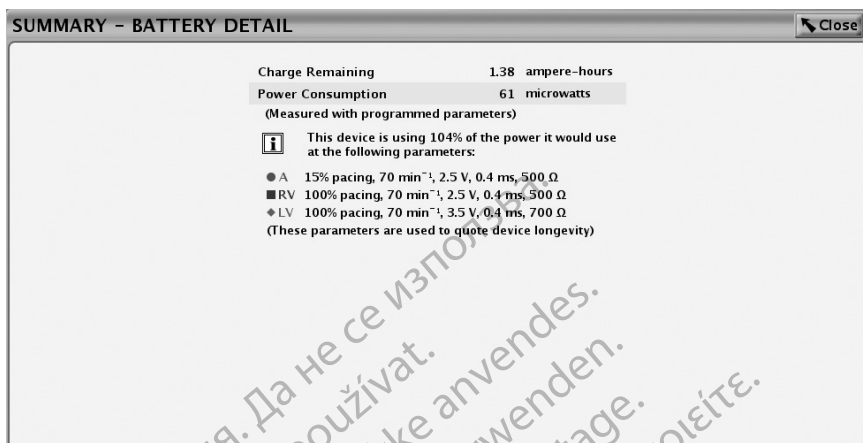 SUMMARY – BATTERY DETAIL
Close
Charge Remaining 1.38 ampere-hours
Power Consumption 61 microwatts
(Measured with programmed parameters)
i
This device is using 104% of the power it would use
at the following parameters:
● A 15% pacing, 70 min⁻¹, 2.5 V, 0.4 ms, 500 Ω
■ RV 100% pacing, 70 min⁻¹, 2.5 V, 0.4 ms, 500 Ω
◆ LV 100% pacing, 70 min⁻¹, 3.5 V, 0.4 ms, 700 Ω
(These parameters are used to quote device longevity)
Да не се използва.
používat.
anvendes.